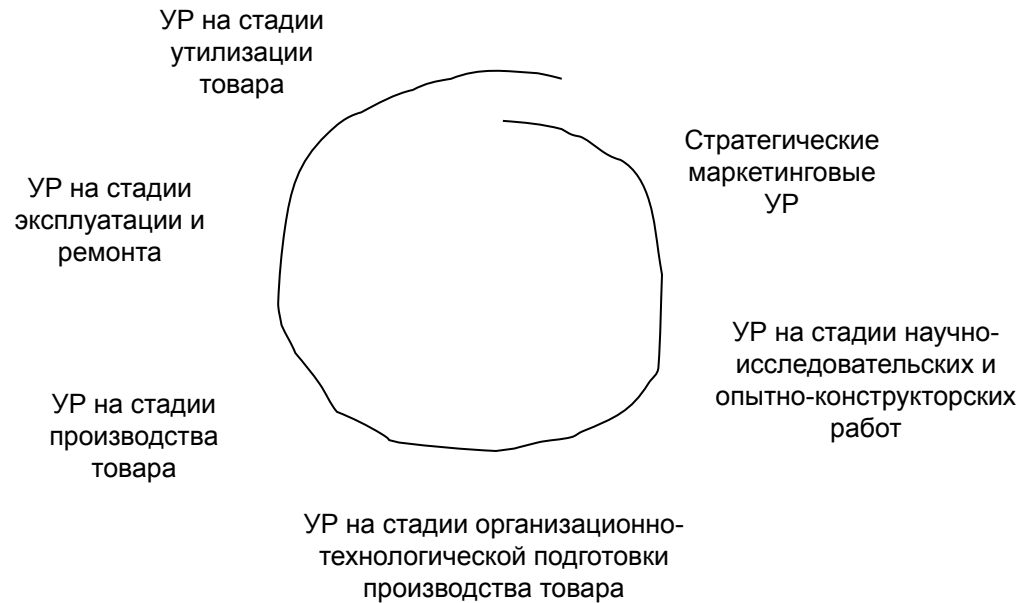 УР на стадии
утилизации
товара
Стратегические
маркетинговые
УР
УР на стадии
эксплуатации и
ремонта
УР на стадии научно-
исследовательских и
опытно-конструкторских
работ
УР на стадии
производства
товара
УР на стадии организационно-
технологической подготовки
производства товара